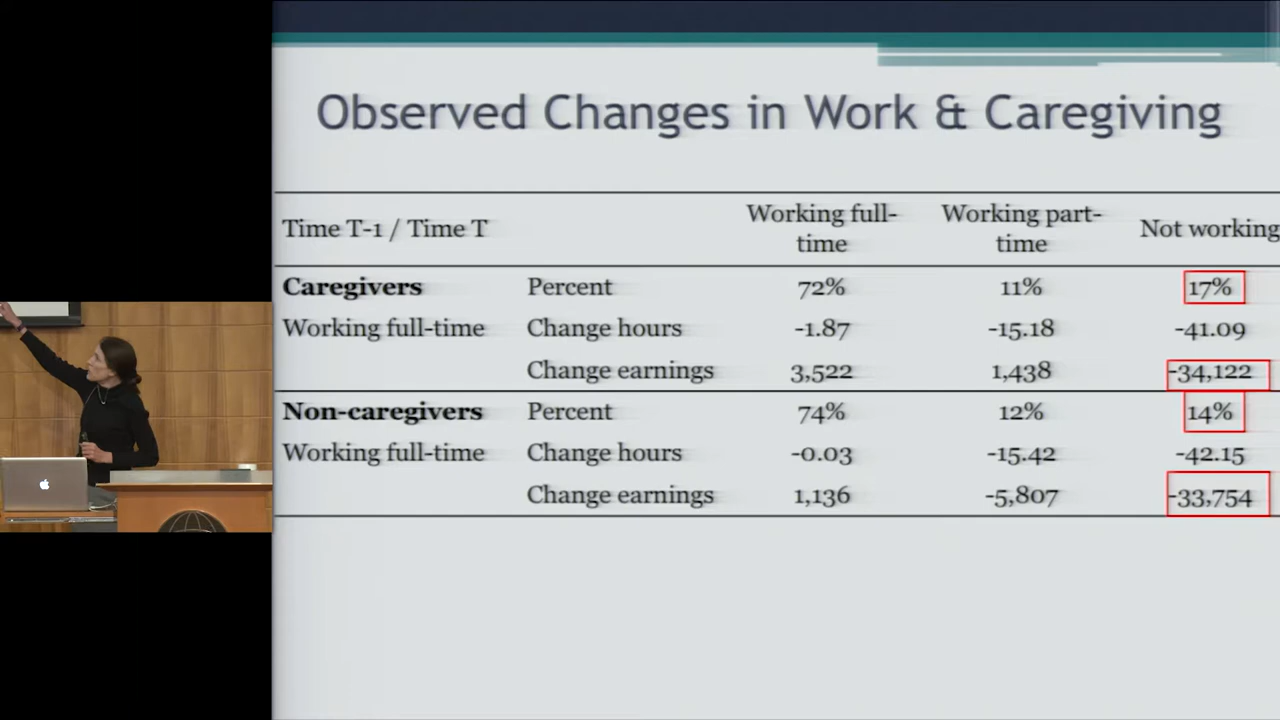 Observed Changes in Work & Caregiving
Time T-1 / Time T Working full-time Working part-time Not working
Caregivers Percent 72% 11% 17%
Working full-time Change hours -1.87 -15.18 -41.09
Change earnings 3,522 1,438 -34,122
Non-caregivers Percent 74% 12% 14%
Working full-time Change hours -0.03 -15.42 -42.15
Change earnings 1,136 -5,807 -33,754